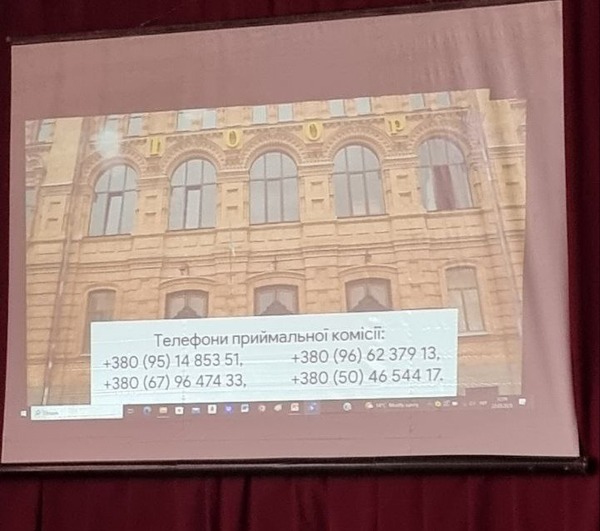 П О О Р
Телефони приймальної комісії:
+380 (95) 14 853 51, +380 (96) 62 379 13,
+380 (67) 96 474 33, +380 (50) 46 544 17.